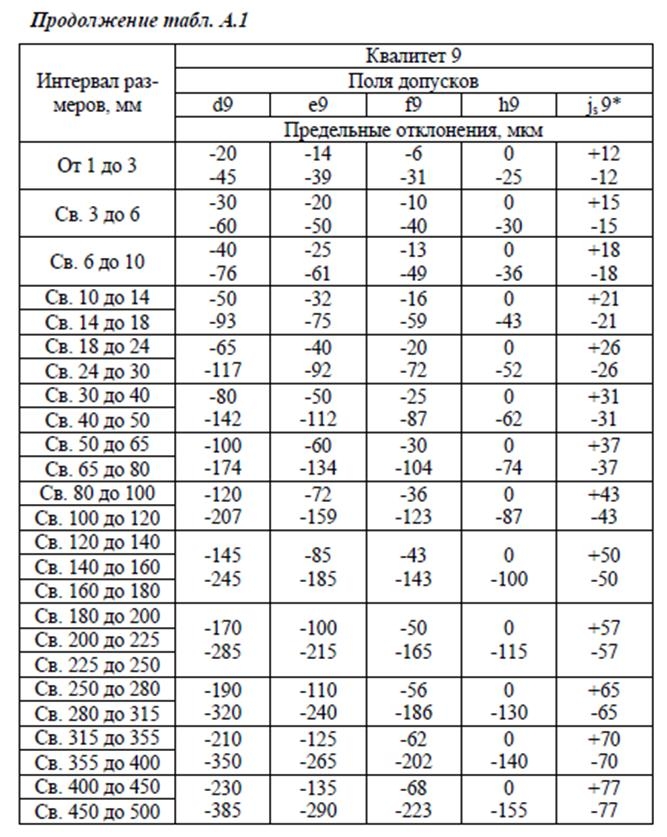 Продолжение табл. А.1
Интервал раз-
меров, мм
Квалитет 9
Поля допусков
d9 e9 f9 h9 js 9*
Предельные отклонения, мкм
От 1 до 3
-20 -14 -6 0 +12
-45 -39 -31 -25 -12
Св. 3 до 6
-30 -20 -10 0 +15
-60 -50 -40 -30 -15
Св. 6 до 10
-40 -25 -13 0 +18
-76 -61 -49 -36 -18
Св. 10 до 14 -50 -32 -16 0 +21
Св. 14 до 18 -93 -75 -59 -43 -21
Св. 18 до 24 -65 -40 -20 0 +26
Св. 24 до 30 -117 -92 -72 -52 -26
Св. 30 до 40 -80 -50 -25 0 +31
Св. 40 до 50 -142 -112 -87 -62 -31
Св. 50 до 65 -100 -60 -30 0 +37
Св. 65 до 80 -174 -134 -104 -74 -37
Св. 80 до 100 -120 -72 -36 0 +43
Св. 100 до 120 -207 -159 -123 -87 -43
Св. 120 до 140
Св. 140 до 160
Св. 160 до 180
-145 -85 -43 0 +50
-245 -185 -143 -100 -50
Св. 180 до 200
Св. 200 до 225
Св. 225 до 250
-170 -100 -50 0 +57
-285 -215 -165 -115 -57
Св. 250 до 280 -190 -110 -56 0 +65
Св. 280 до 315 -320 -240 -186 -130 -65
Св. 315 до 355 -210 -125 -62 0 +70
Св. 355 до 400 -350 -265 -202 -140 -70
Св. 400 до 450 -230 -135 -68 0 +77
Св. 450 до 500 -385 -290 -223 -155 -77